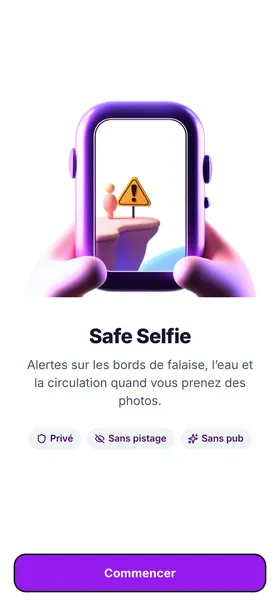 Safe Selfie
Alertes sur les bords de falaise, l’eau et
la circulation quand vous prenez des
photos.
Privé
Sans pistage
Sans pub
Commencer